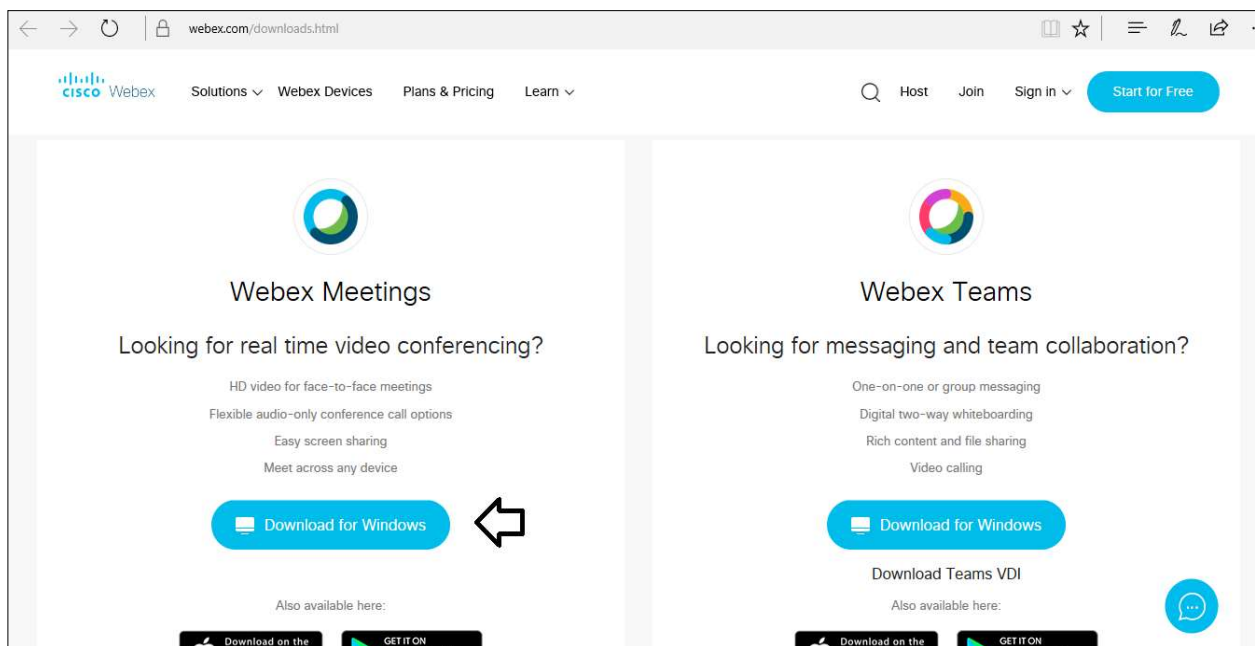 webex.com/downloads.html
CISCO Webex
Solutions
Webex Devices
Plans & Pricing
Learn
Host
Join
Sign in
Start for Free
Webex Meetings
Looking for real time video conferencing?
HD video for face-to-face meetings
Flexible audio-only conference call options
Easy screen sharing
Meet across any device
Download for Windows
Also available here:
Download on the
GET IT ON
Webex Teams
Looking for messaging and team collaboration?
One-on-one or group messaging
Digital two-way whiteboarding
Rich content and file sharing
Video calling
Download for Windows
Download Teams VDI
Also available here:
Download on the
GET IT ON